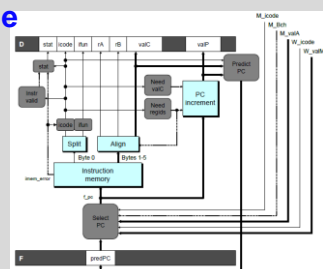 e
M_icode
M_Bch
M_valA
W_icode
W_valM
D stat icode ifun rA rB valC valP
Predict
PC
stat
Need
valC
Instr
valid
PC
increment
Need
regids
icode ifun
Split
Align
Byte 0
Bytes 1-5
imem_error
Instruction
memory
f_pc
Select
PC
F predPC